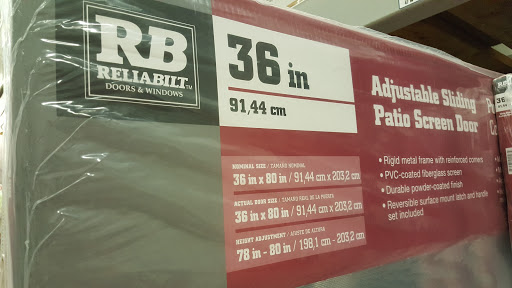 RB
RELIABILT™
DOORS & WINDOWS
36 in
91,44 cm
NOMINAL SIZE / TAMAÑO NOMINAL
36 in x 80 in / 91,44 cm x 203,2 cm
ACTUAL DOOR SIZE / TAMAÑO REAL DE LA PUERTA
36 in x 80 in / 91,44 cm x 203,2 cm
HEIGHT ADJUSTMENT / AJUSTE DE ALTURA
78 in - 80 in / 198,1 cm - 203,2 cm
Adjustable Sliding
Patio Screen Door
• Rigid metal frame with reinforced corners
• PVC-coated fiberglass screen
• Durable powder-coated finish
• Reversible surface mount latch and handle
set included